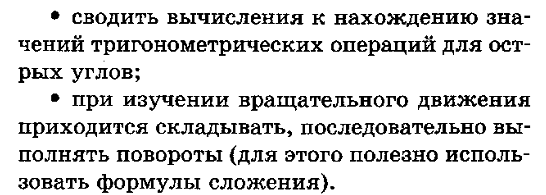 • сводить вычисления к нахождению зна-
чений тригонометрических операций для ост-
рых углов;
• при изучении вращательного движения
приходится складывать, последовательно вы-
полнять повороты (для этого полезно исполь-
зовать формулы сложения).